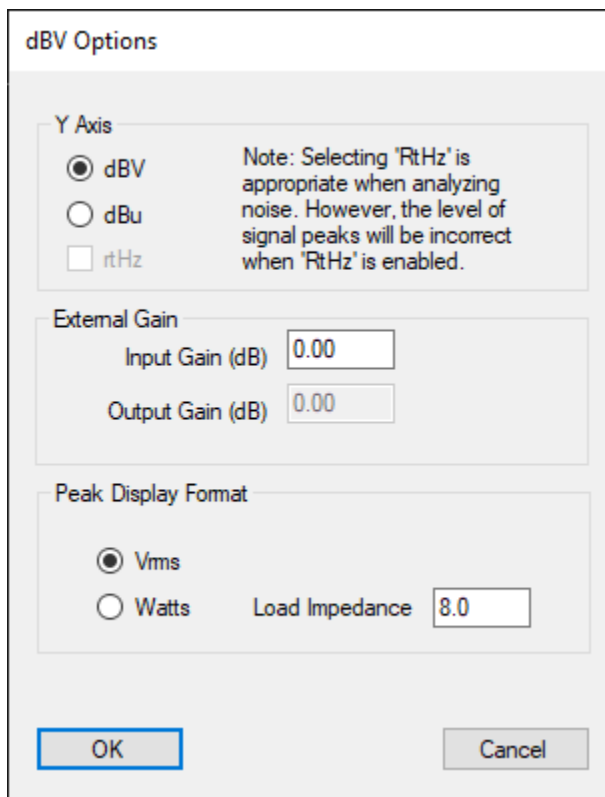 dBV Options
Y Axis
dBV
dBu
rtHz
Note: Selecting 'RtHz' is
appropriate when analyzing
noise. However, the level of
signal peaks will be incorrect
when 'RtHz' is enabled.
External Gain
Input Gain (dB) 0.00
Output Gain (dB) 0.00
Peak Display Format
Vrms
Watts Load Impedance 8.0
OK Cancel